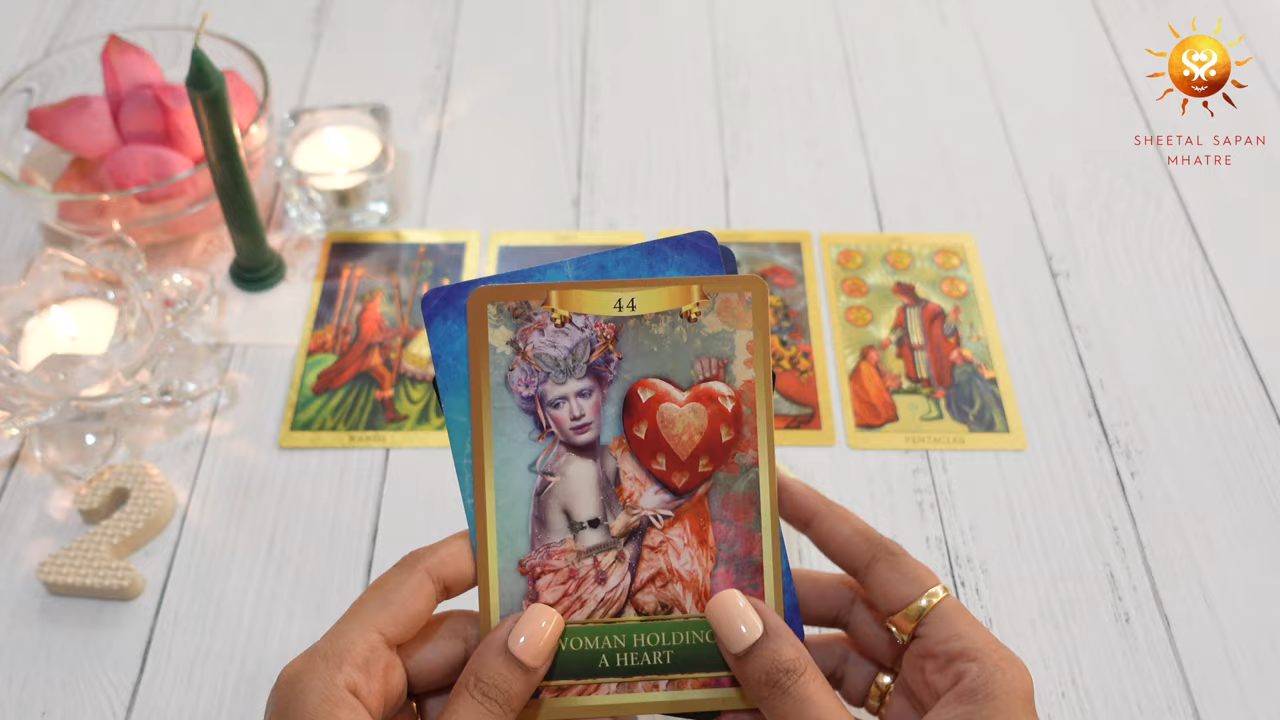 SHEETAL SAPAN
MHATRE
44
WOMAN HOLDING
A HEART
WANDS
PENTACLES